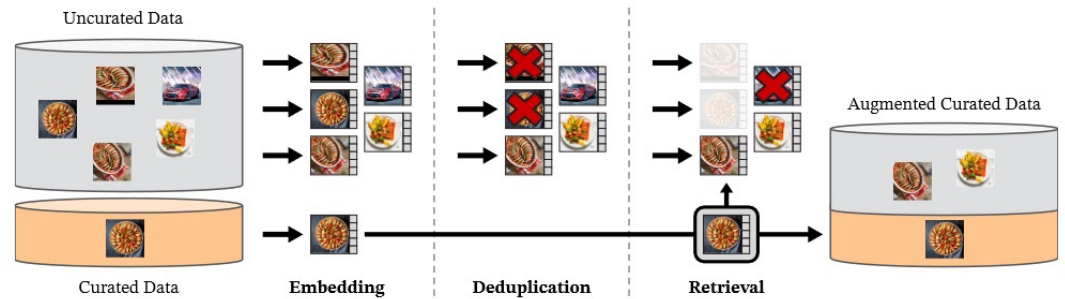 Uncurated Data
Augmented Curated Data
Curated Data
Embedding
Deduplication
Retrieval